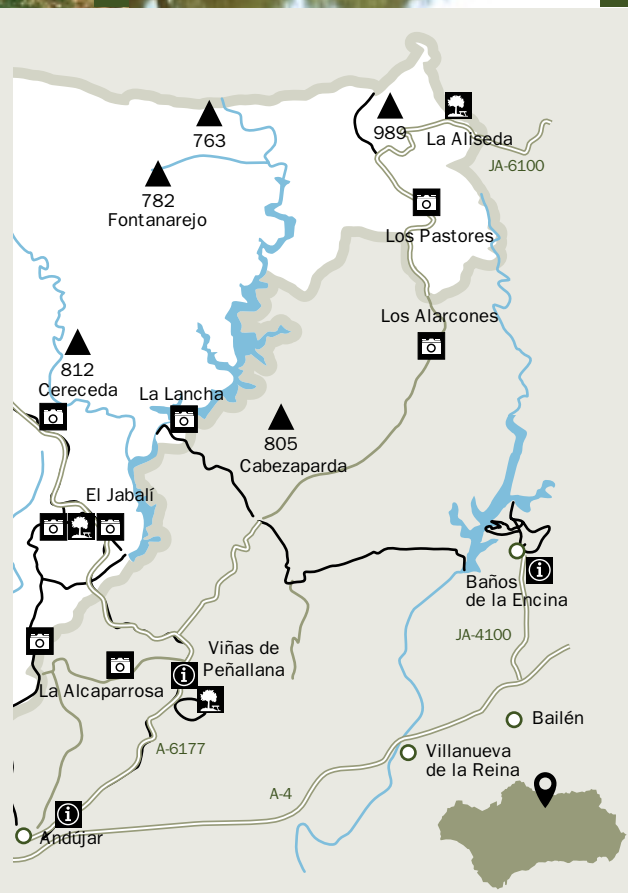 763
989
La Aliseda
JA-6100
782
Fontanarejo
Los Pastores
Los Alarcones
812
Cereceda
La Lancha
805
Cabezaparda
El Jabalí
i
Baños
de la Encina
JA-4100
Viñas de
Peñallana
i
La Alcaparrosa
A-6177
Bailén
Villanueva
de la Reina
A-4
i
Andújar